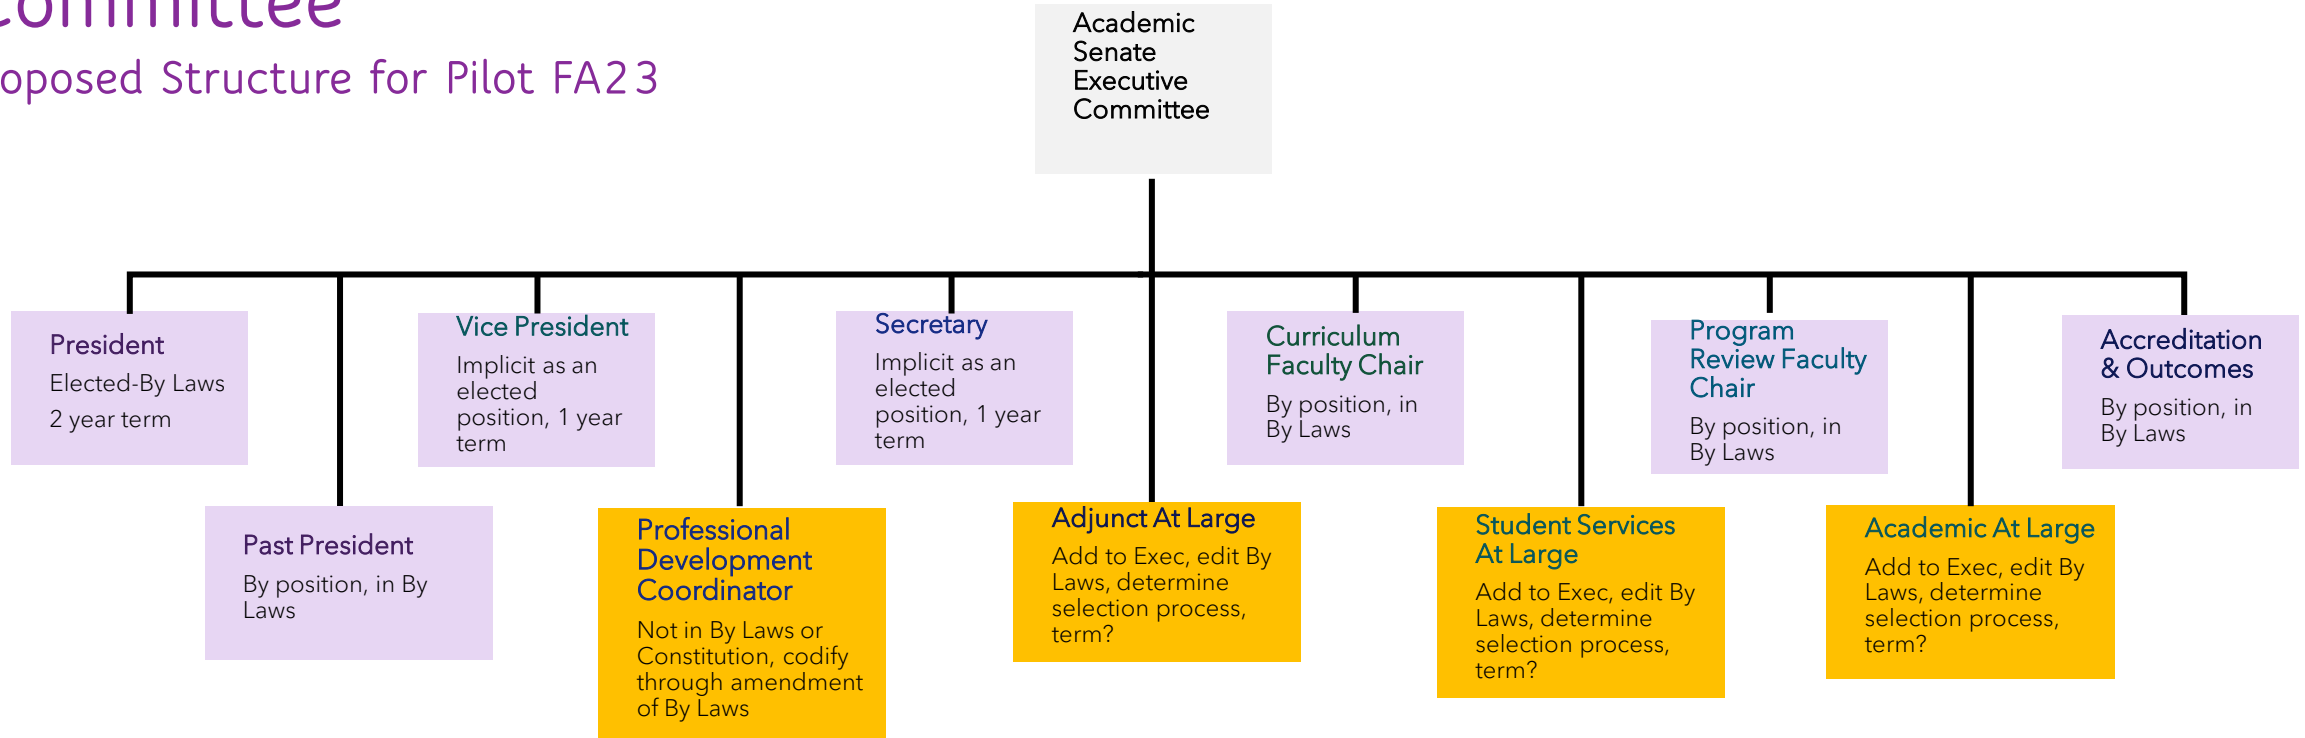 oposed Structure for Pilot FA23
Academic
Senate
Executive
Committee
President
Elected-By Laws
2 year term
Vice President
Implicit as an
elected
position, 1 year
term
Secretary
Implicit as an
elected
position, 1 year
term
Curriculum
Faculty Chair
By position, in
By Laws
Program
Review Faculty
Chair
By position, in
By Laws
Accreditation
& Outcomes
By position, in
By Laws
Past President
By position, in By
Laws
Professional
Development
Coordinator
Not in By Laws or
Constitution, codify
through amendment
of By Laws
Adjunct At Large
Add to Exec, edit By
Laws, determine
selection process,
term?
Student Services
At Large
Add to Exec, edit By
Laws, determine
selection process,
term?
Academic At Large
Add to Exec, edit By
Laws, determine
selection process,
term?